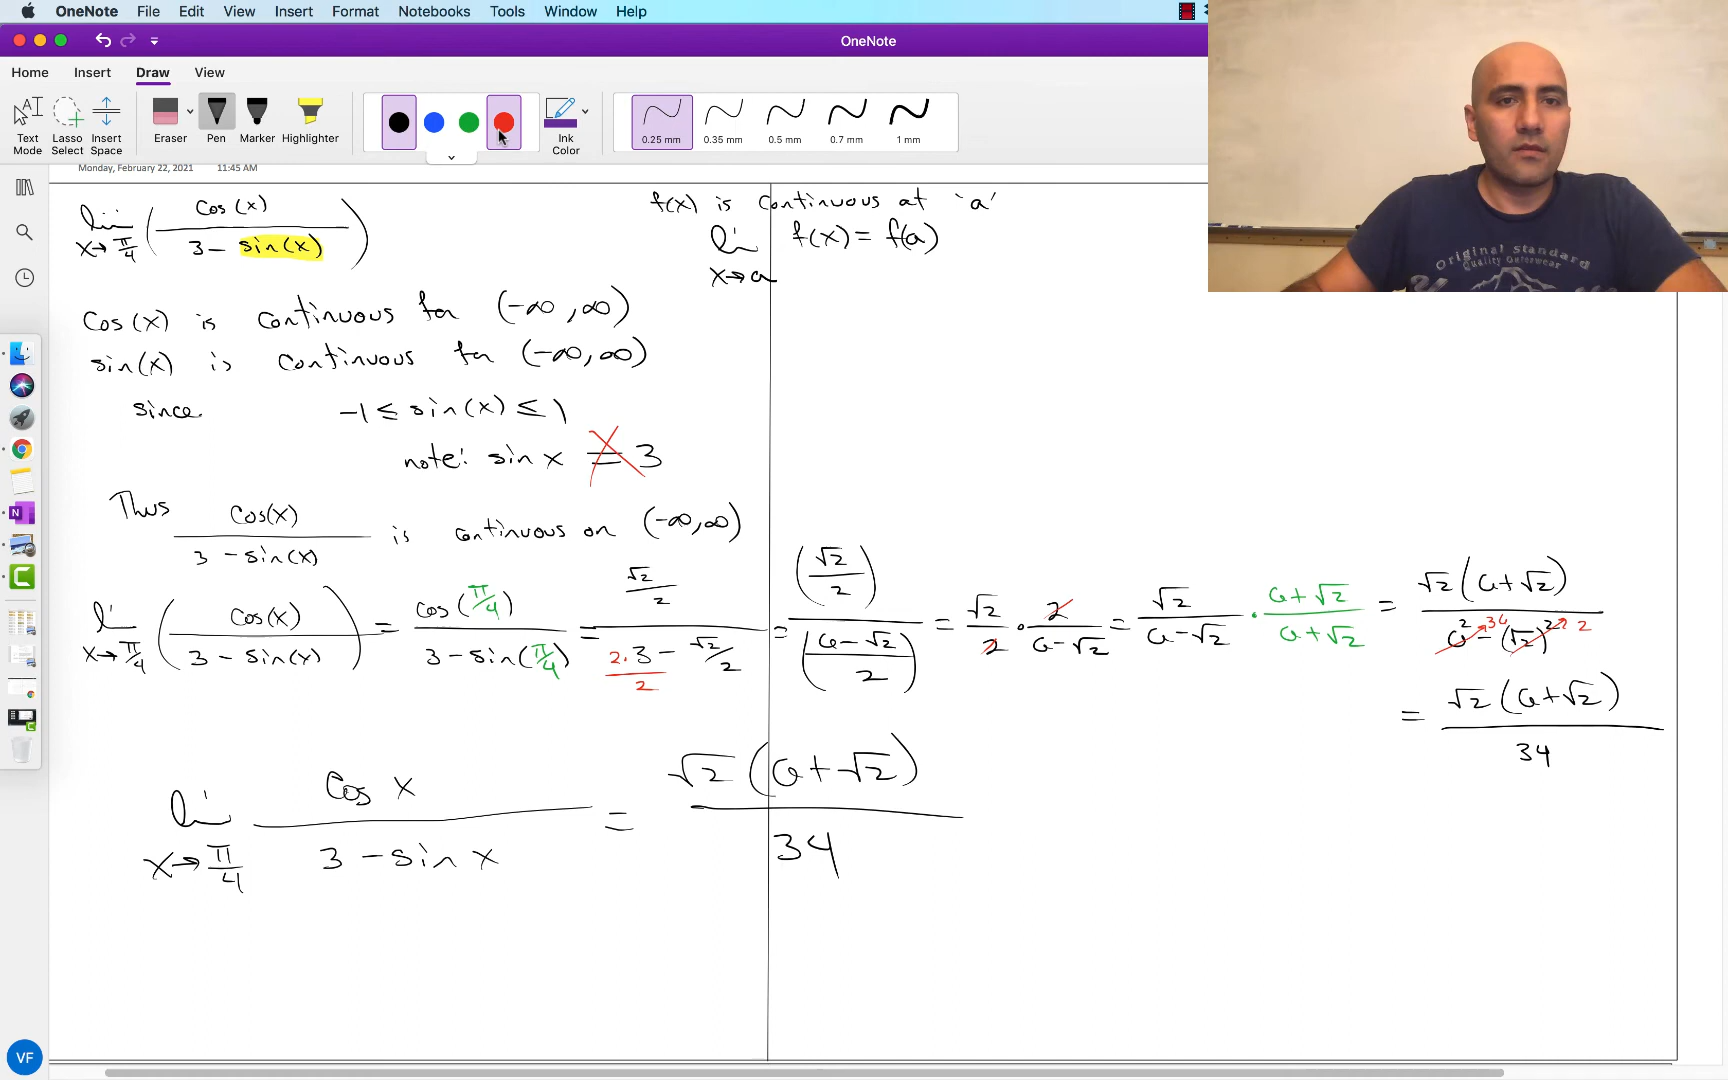 OneNote File Edit View Insert Format Notebooks Tools Window Help
OneNote
Home Insert Draw View
Text Mode
Lasso Select
Insert Space
Eraser
Pen
Marker
Highlighter
Ink Color
0.25 mm 0.35 mm 0.5 mm 0.7 mm 1 mm
Monday, February 22, 2021 11:45 AM
lim x→π/4 ( cos(x) / 3 - sin(x) )
f(x) is continuous at 'a'
lim x→a f(x) = f(a)
Cos(x) is continuous for (-∞, ∞)
sin(x) is continuous for (-∞, ∞)
since -1 ≤ sin(x) ≤ 1
note: sin x = 3
Thus cos(x) / 3 - sin(x) is continuous on (-∞, ∞)
lim x→π/4 ( cos(x) / 3 - sin(x) ) = cos(π/4) / 3 - sin(π/4) = √2/2 / 2·3/2 - √2/2 = (√2/2) / (6-√2/2) = √2/2 · 2/6-√2 = √2/6-√2 · 6+√2/6+√2 = √2(6+√2) / 6² 36 - (√2)² 2
= √2(6+√2) / 34
lim x→π/4 cos x / 3 - sin x = √2(6+√2) / 34
Original Standard
Quality Outerwear
VF